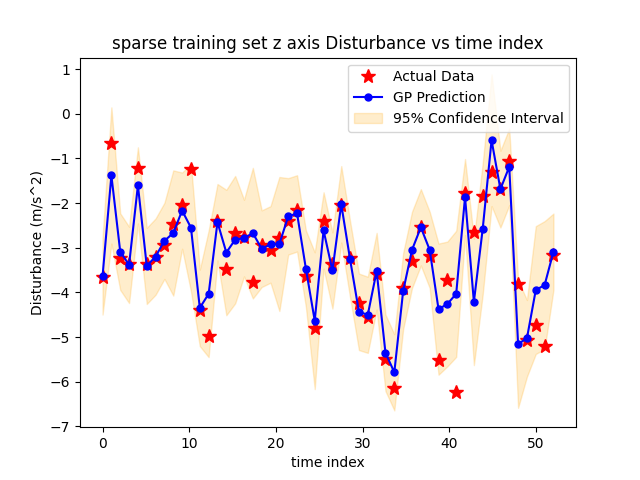 sparse training set z axis Disturbance vs time index
Actual Data
GP Prediction
95% Confidence Interval
Disturbance (m/s^2)
1
0
−1
−2
−3
−4
−5
−6
−7
0 10 20 30 40 50
time index